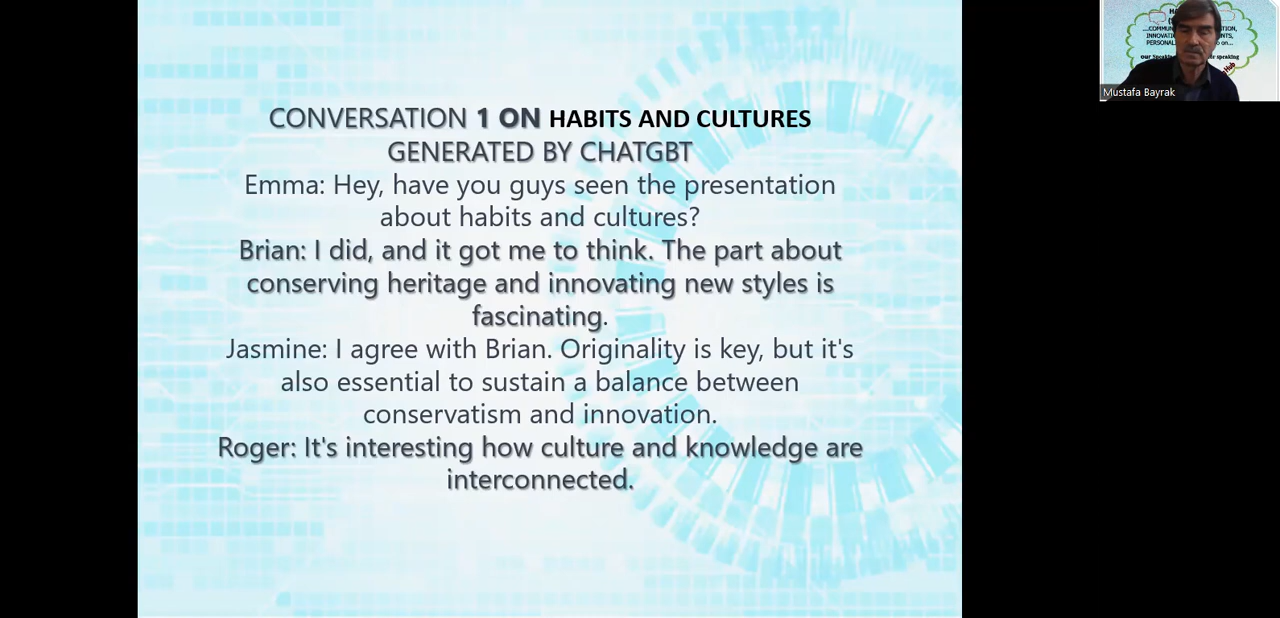 CONVERSATION 1 ON HABITS AND CULTURES
GENERATED BY CHATGBT
Emma: Hey, have you guys seen the presentation
about habits and cultures?
Brian: I did, and it got me to think. The part about
conserving heritage and innovating new styles is
fascinating.
Jasmine: I agree with Brian. Originality is key, but it's
also essential to sustain a balance between
conservatism and innovation.
Roger: It's interesting how culture and knowledge are
interconnected.
Mustafa Bayrak